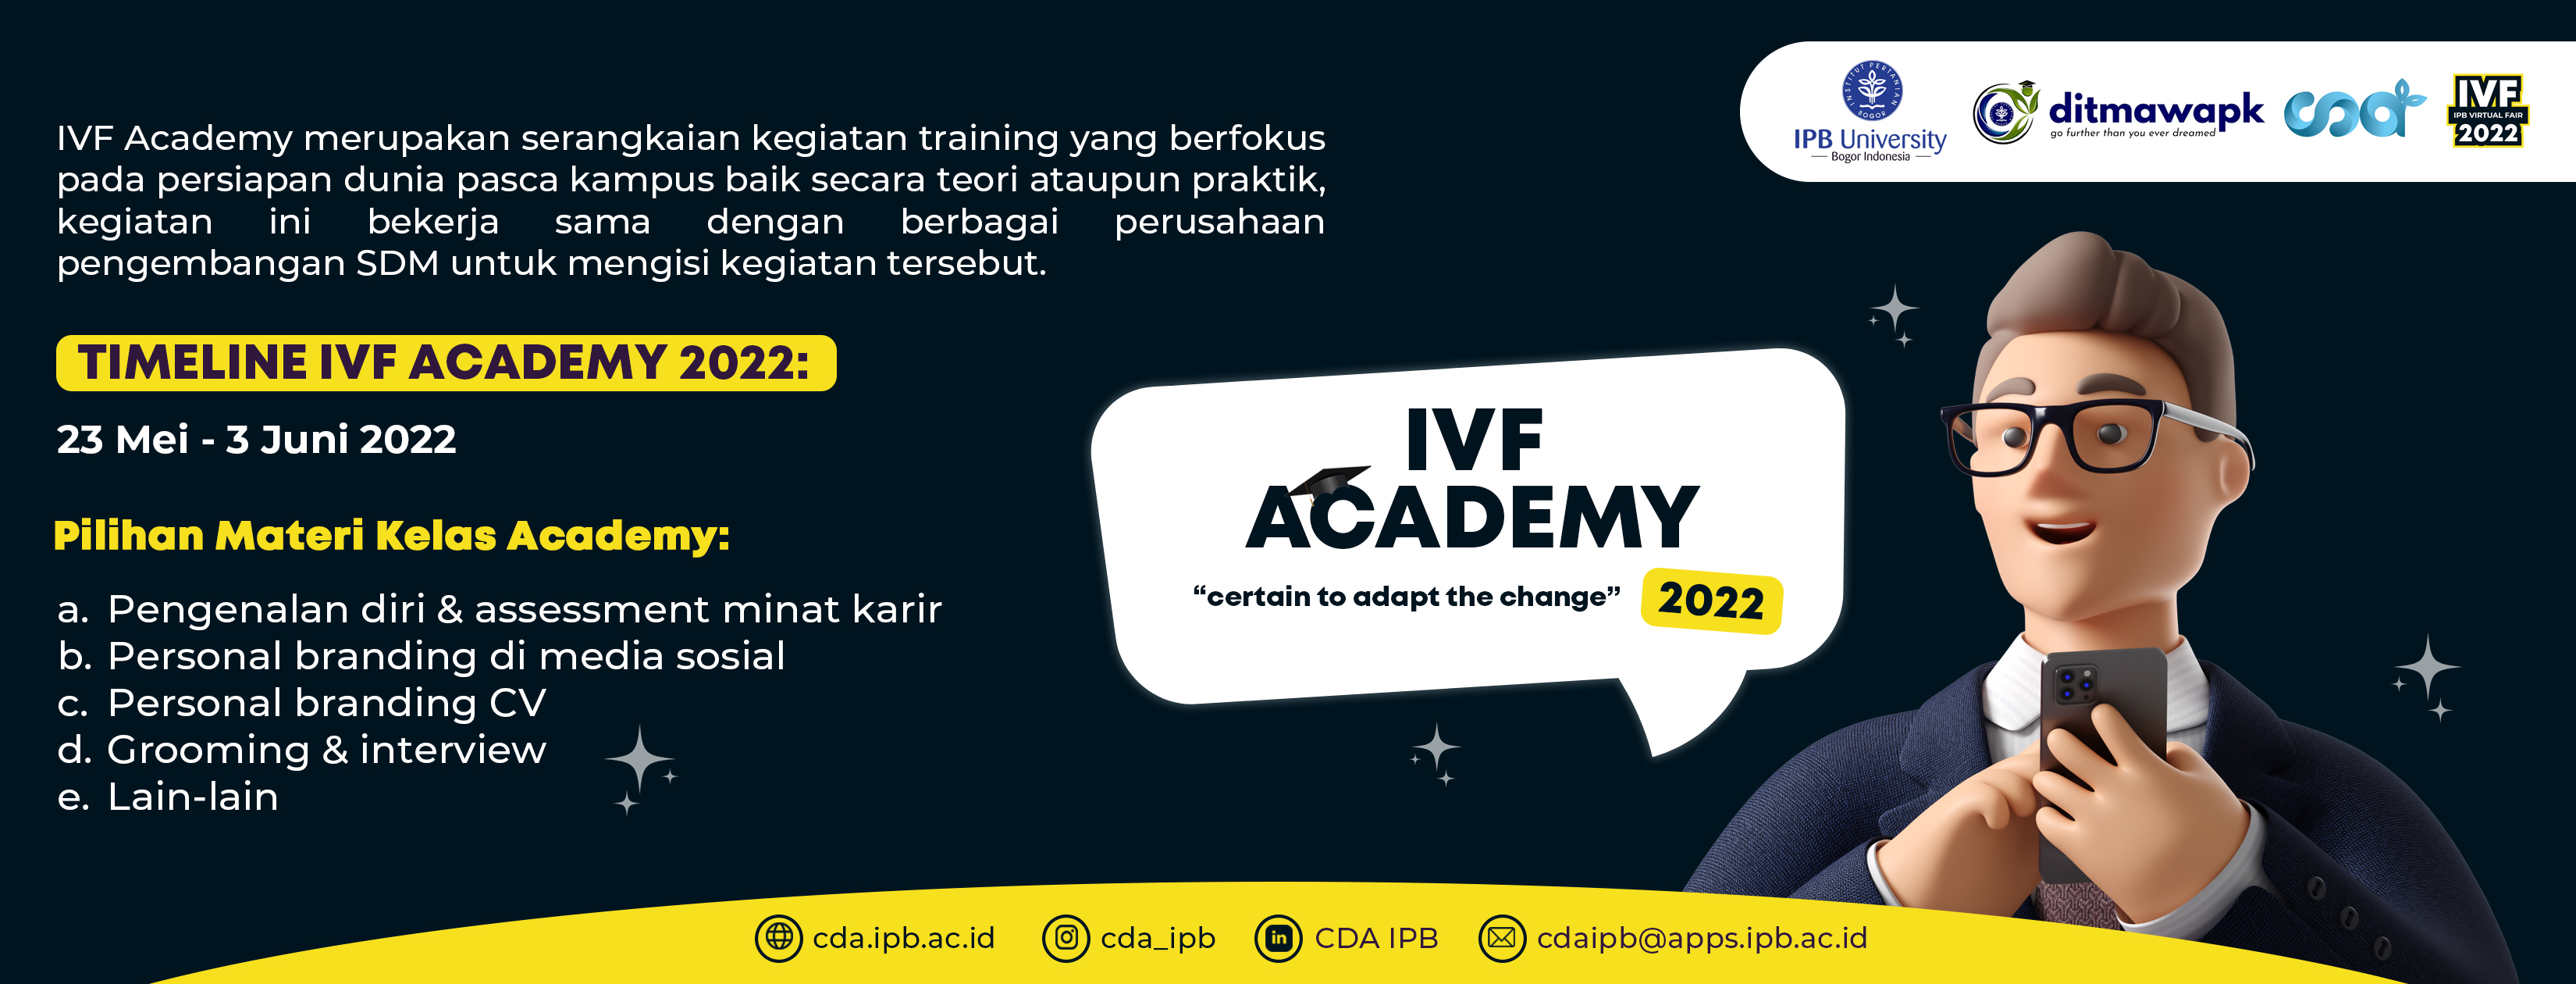 IVF Academy merupakan serangkaian kegiatan training yang berfokus
pada persiapan dunia pasca kampus baik secara teori ataupun praktik,
kegiatan ini bekerja sama dengan berbagai perusahaan
pengembangan SDM untuk mengisi kegiatan tersebut.
TIMELINE IVF ACADEMY 2022:
23 Mei - 3 Juni 2022
Pilihan Materi Kelas Academy:
a. Pengenalan diri & assessment minat karir
b. Personal branding di media sosial
c. Personal branding CV
d. Grooming & interview
e. Lain-lain
INSTITUT PERTANIAN BOGOR
IPB University
Bogor Indonesia
ditmawapk
go further than you ever dreamed
cda
IVF
IPB VIRTUAL FAIR
2022
IVF
ACADEMY
“certain to adapt the change” 2022
cda.ipb.ac.id
cda_ipb
in CDA IPB
cdaipb@apps.ipb.ac.id